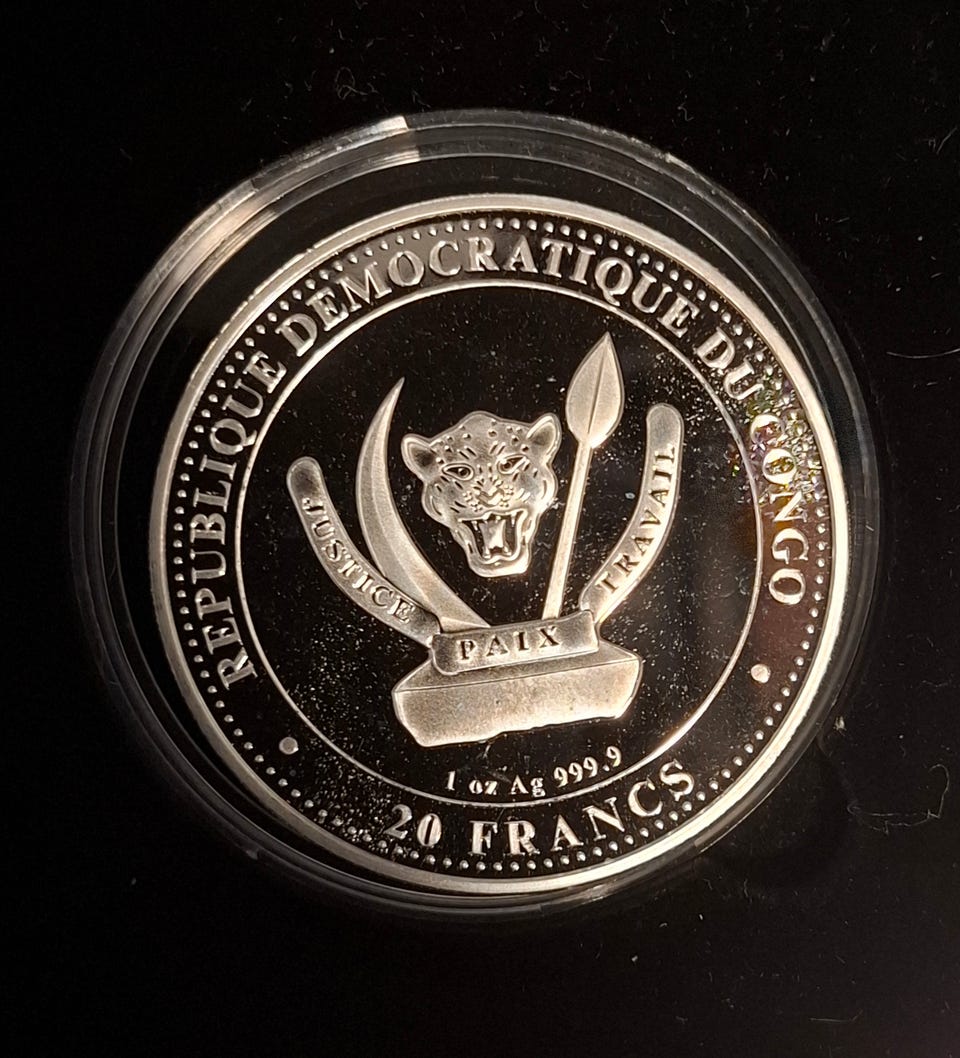 REPUBLIQUE DEMOCRATIQUE DU CONGO
JUSTICE
PAIX
TRAVAIL
1 oz Ag 999.9
20 FRANCS